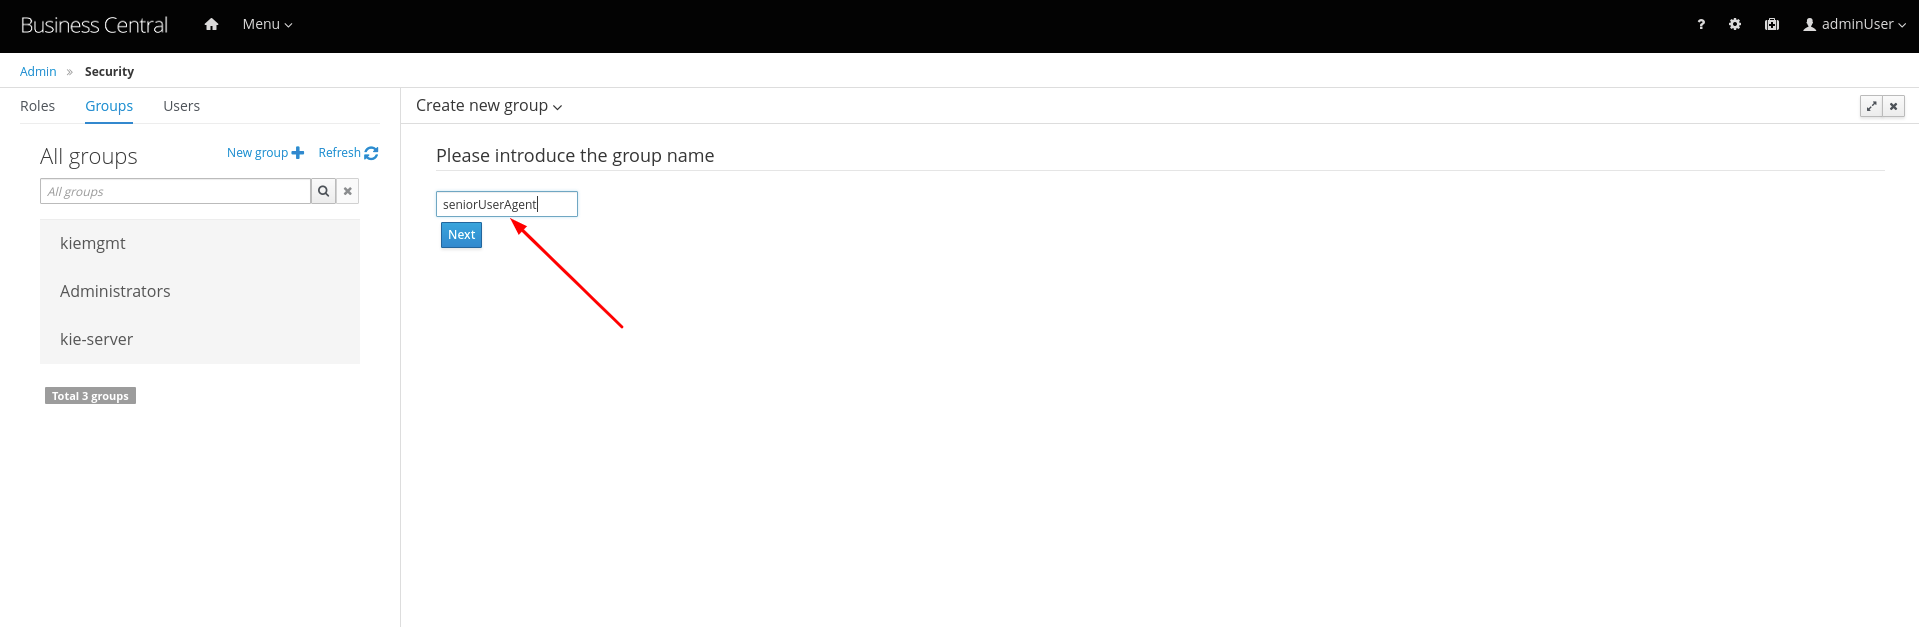 Business Central
Menu
?
adminUser
Admin » Security
Roles Groups Users
Create new group
All groups
New group
Refresh
All groups
kiemgmt
Administrators
kie-server
Total 3 groups
Please introduce the group name
seniorUserAgent
Next